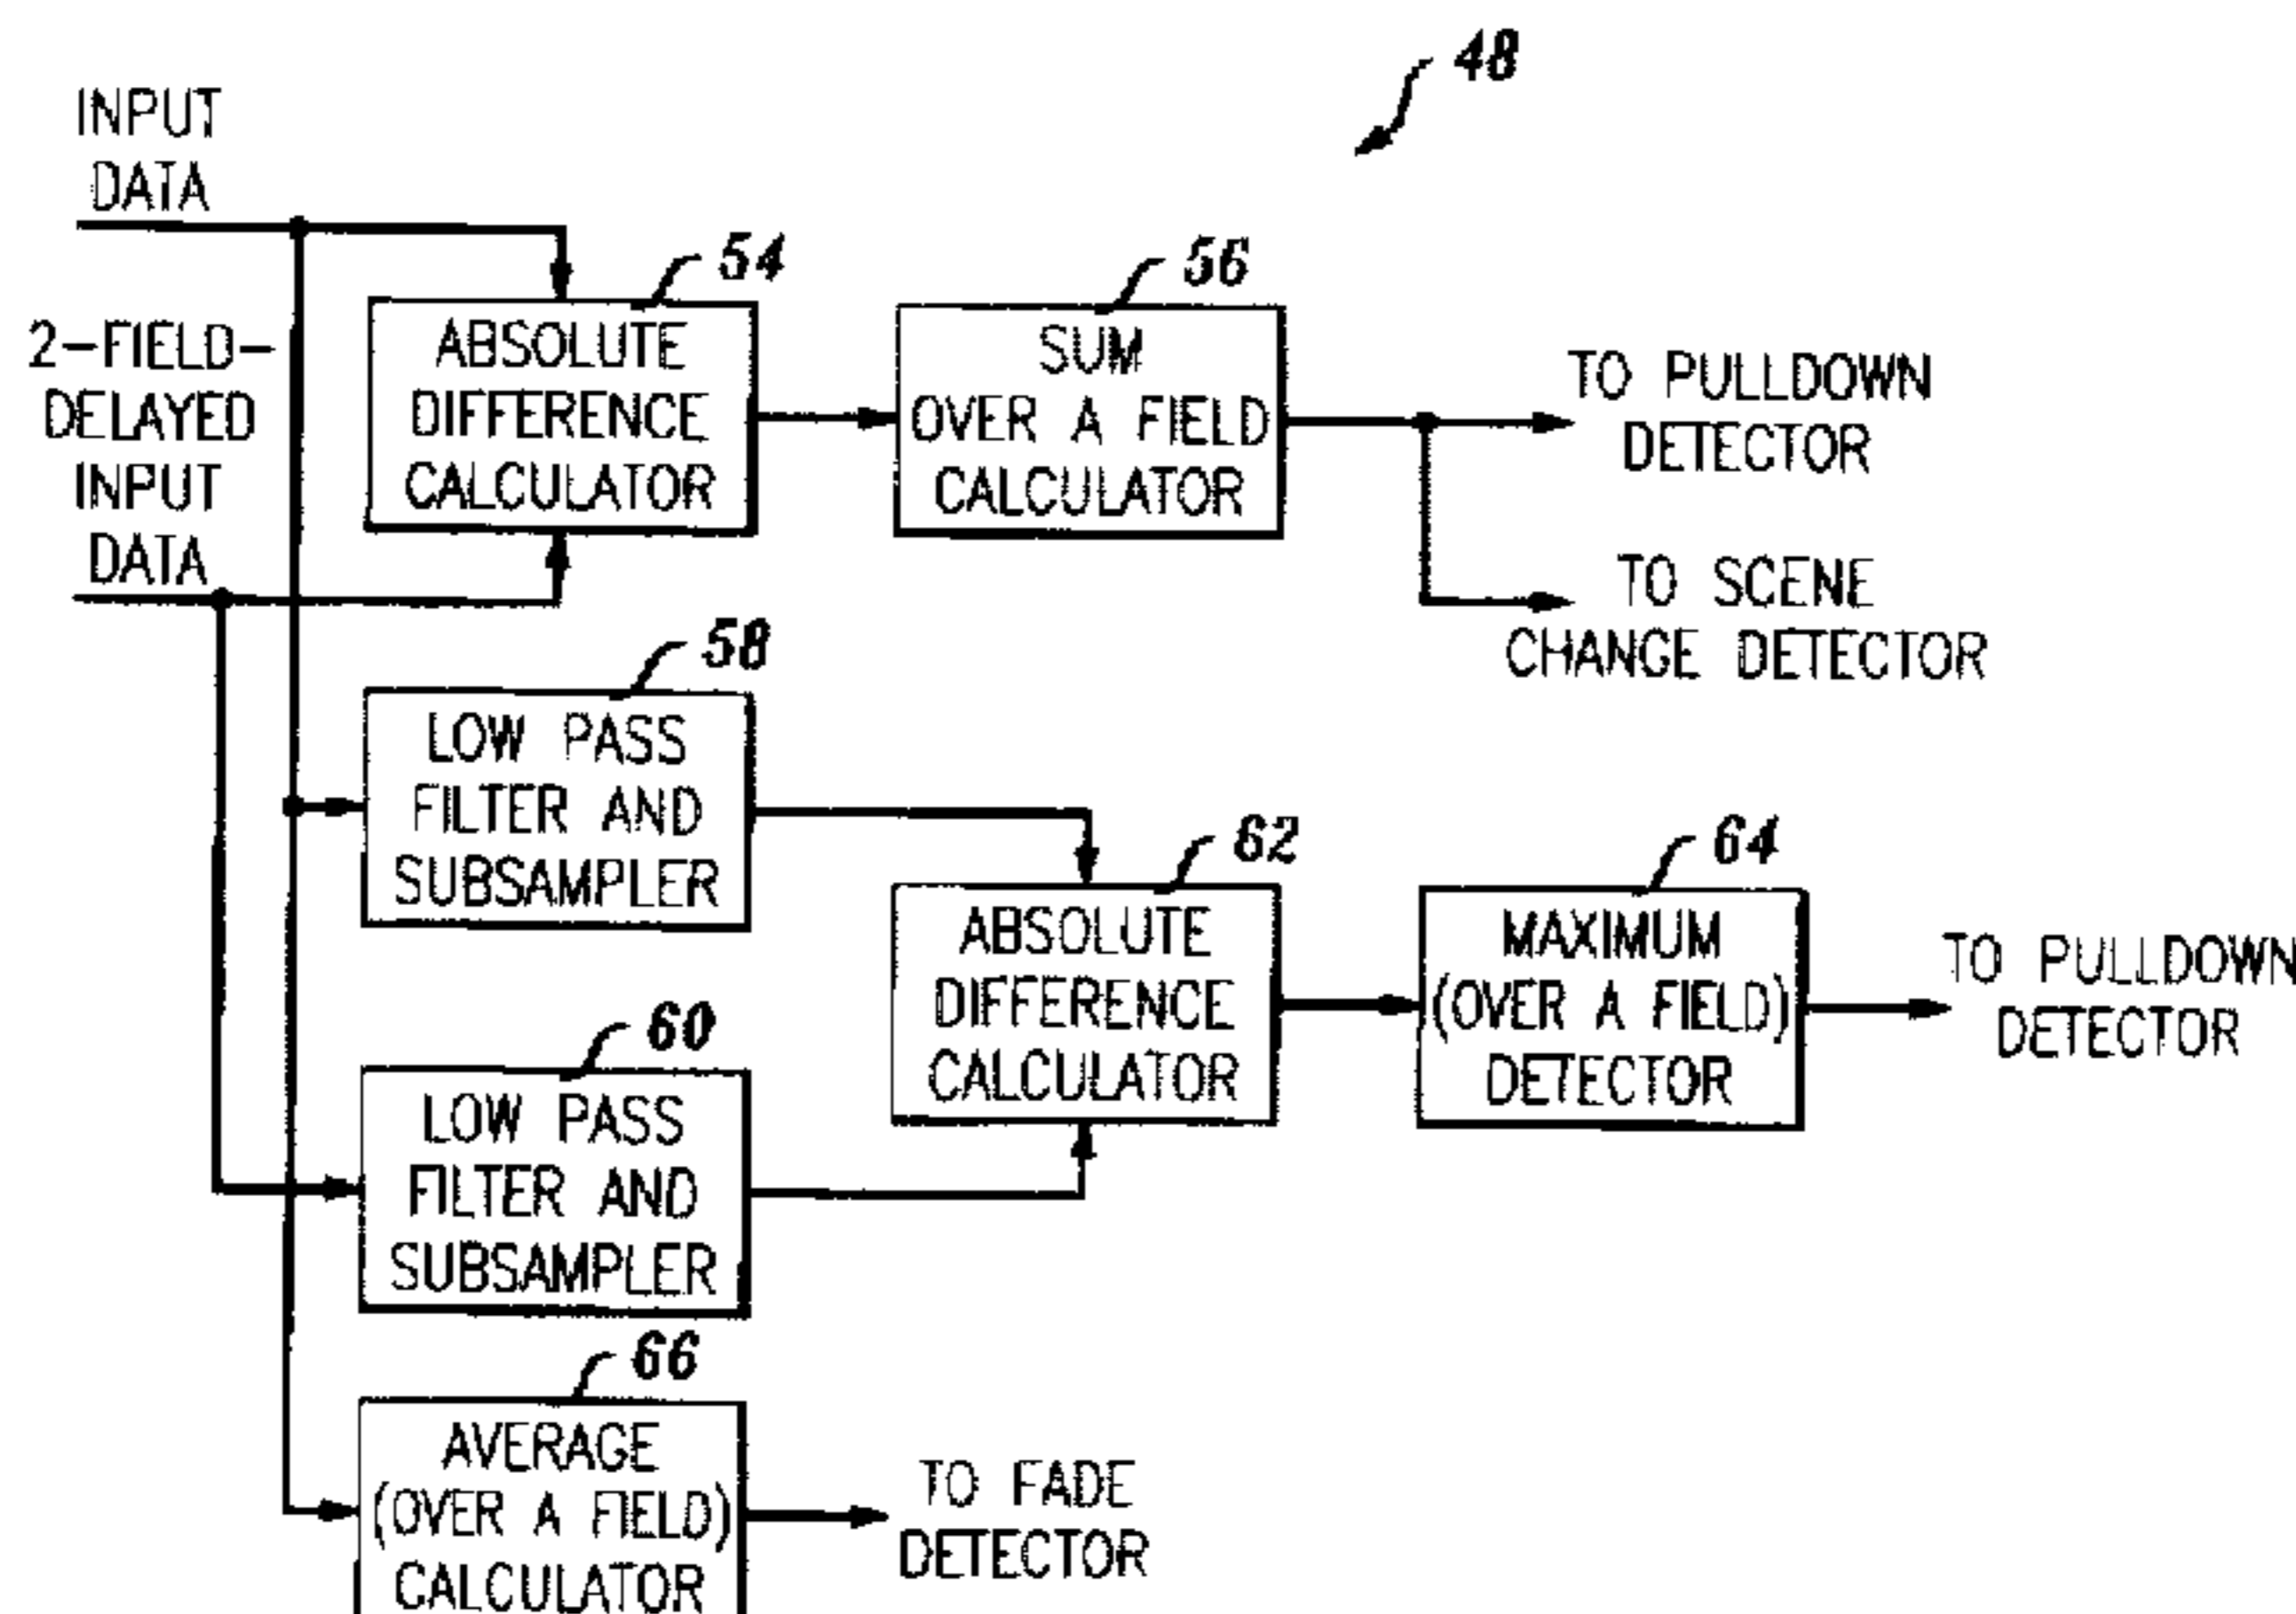 48
INPUT
DATA
2-FIELD-
DELAYED
INPUT
DATA
54
ABSOLUTE
DIFFERENCE
CALCULATOR
56
SUM
OVER A FIELD
CALCULATOR
TO PULLDOWN
DETECTOR
TO SCENE
CHANGE DETECTOR
58
LOW PASS
FILTER AND
SUBSAMPLER
60
LOW PASS
FILTER AND
SUBSAMPLER
62
ABSOLUTE
DIFFERENCE
CALCULATOR
64
MAXIMUM
(OVER A FIELD)
DETECTOR
TO PULLDOWN
DETECTOR
66
AVERAGE
(OVER A FIELD)
CALCULATOR
TO FADE
DETECTOR